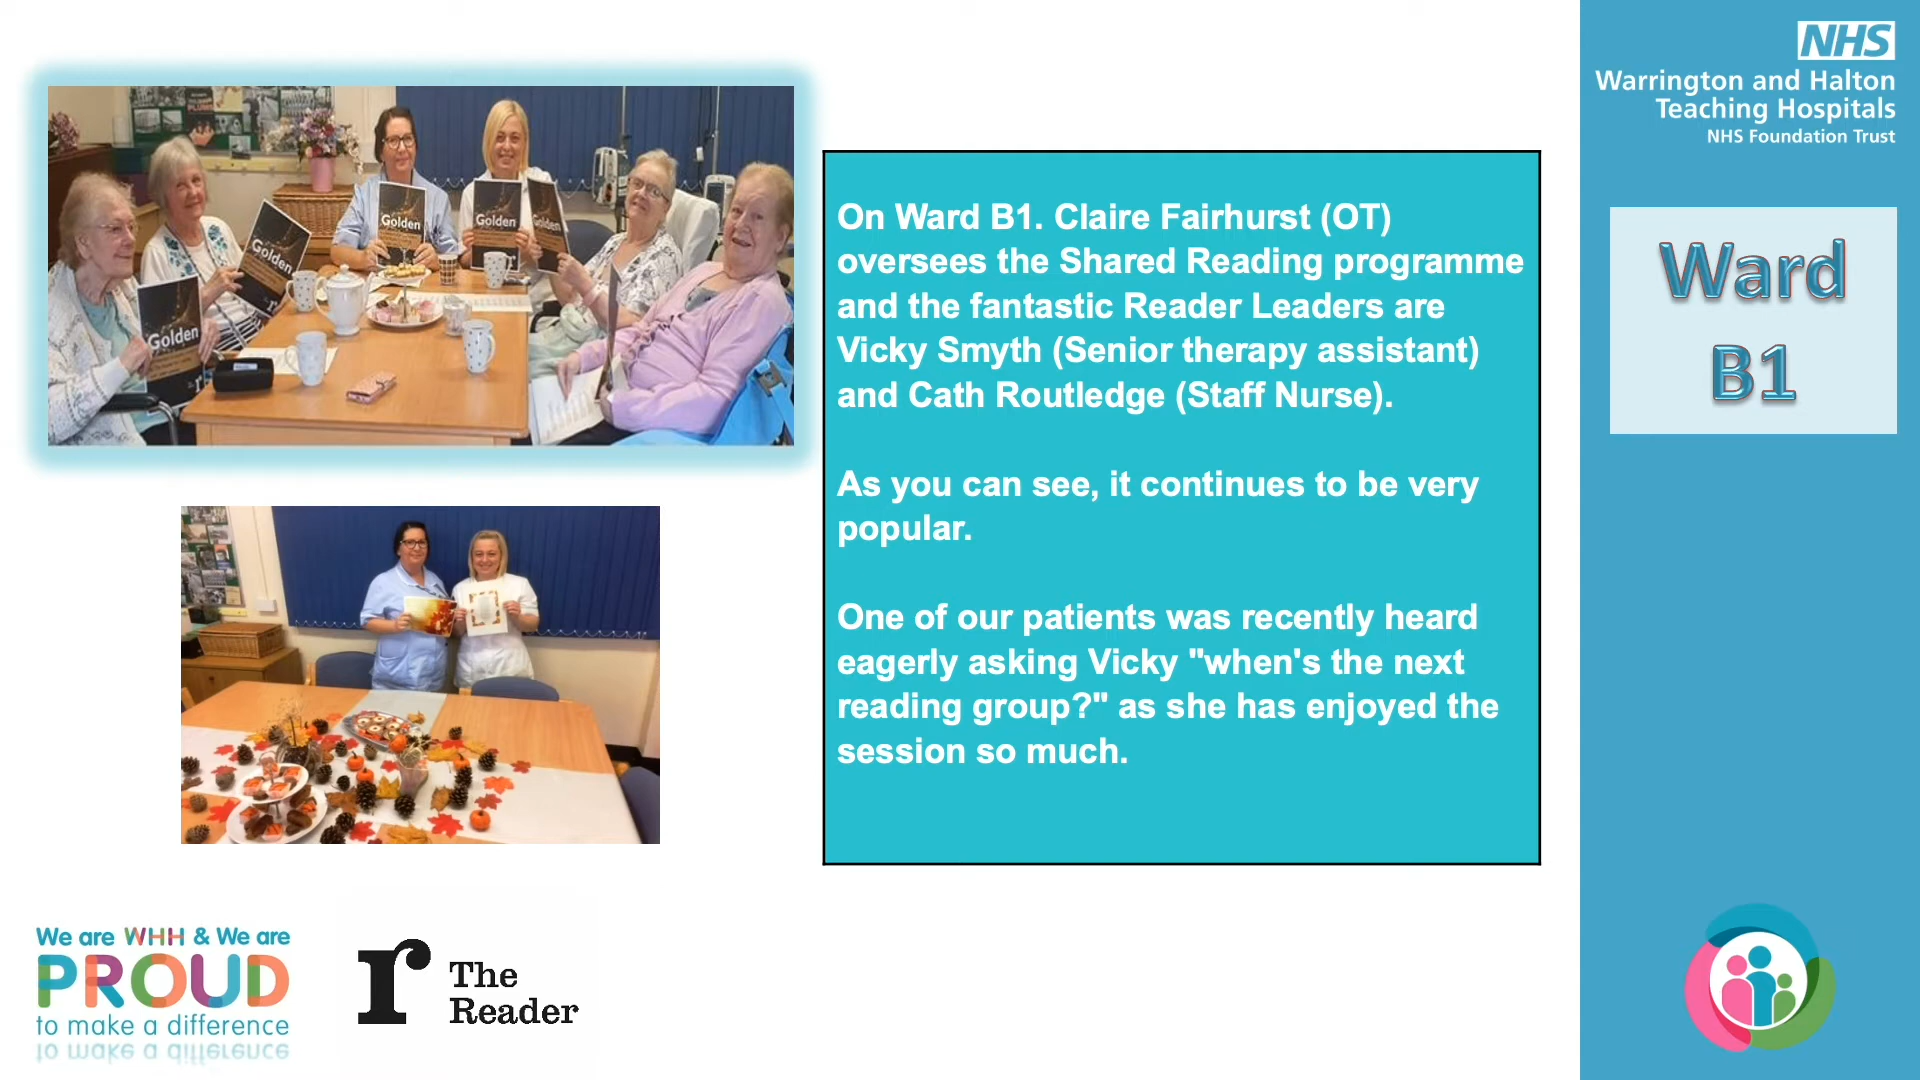 NHS
Warrington and Halton
Teaching Hospitals
NHS Foundation Trust
Ward
B1
Golden
Golden
Golden
Golden
Golden
On Ward B1. Claire Fairhurst (OT)
oversees the Shared Reading programme
and the fantastic Reader Leaders are
Vicky Smyth (Senior therapy assistant)
and Cath Routledge (Staff Nurse).
As you can see, it continues to be very
popular.
One of our patients was recently heard
eagerly asking Vicky "when's the next
reading group?" as she has enjoyed the
session so much.
We are WHH & We are
PROUD
to make a difference
r
The
Reader